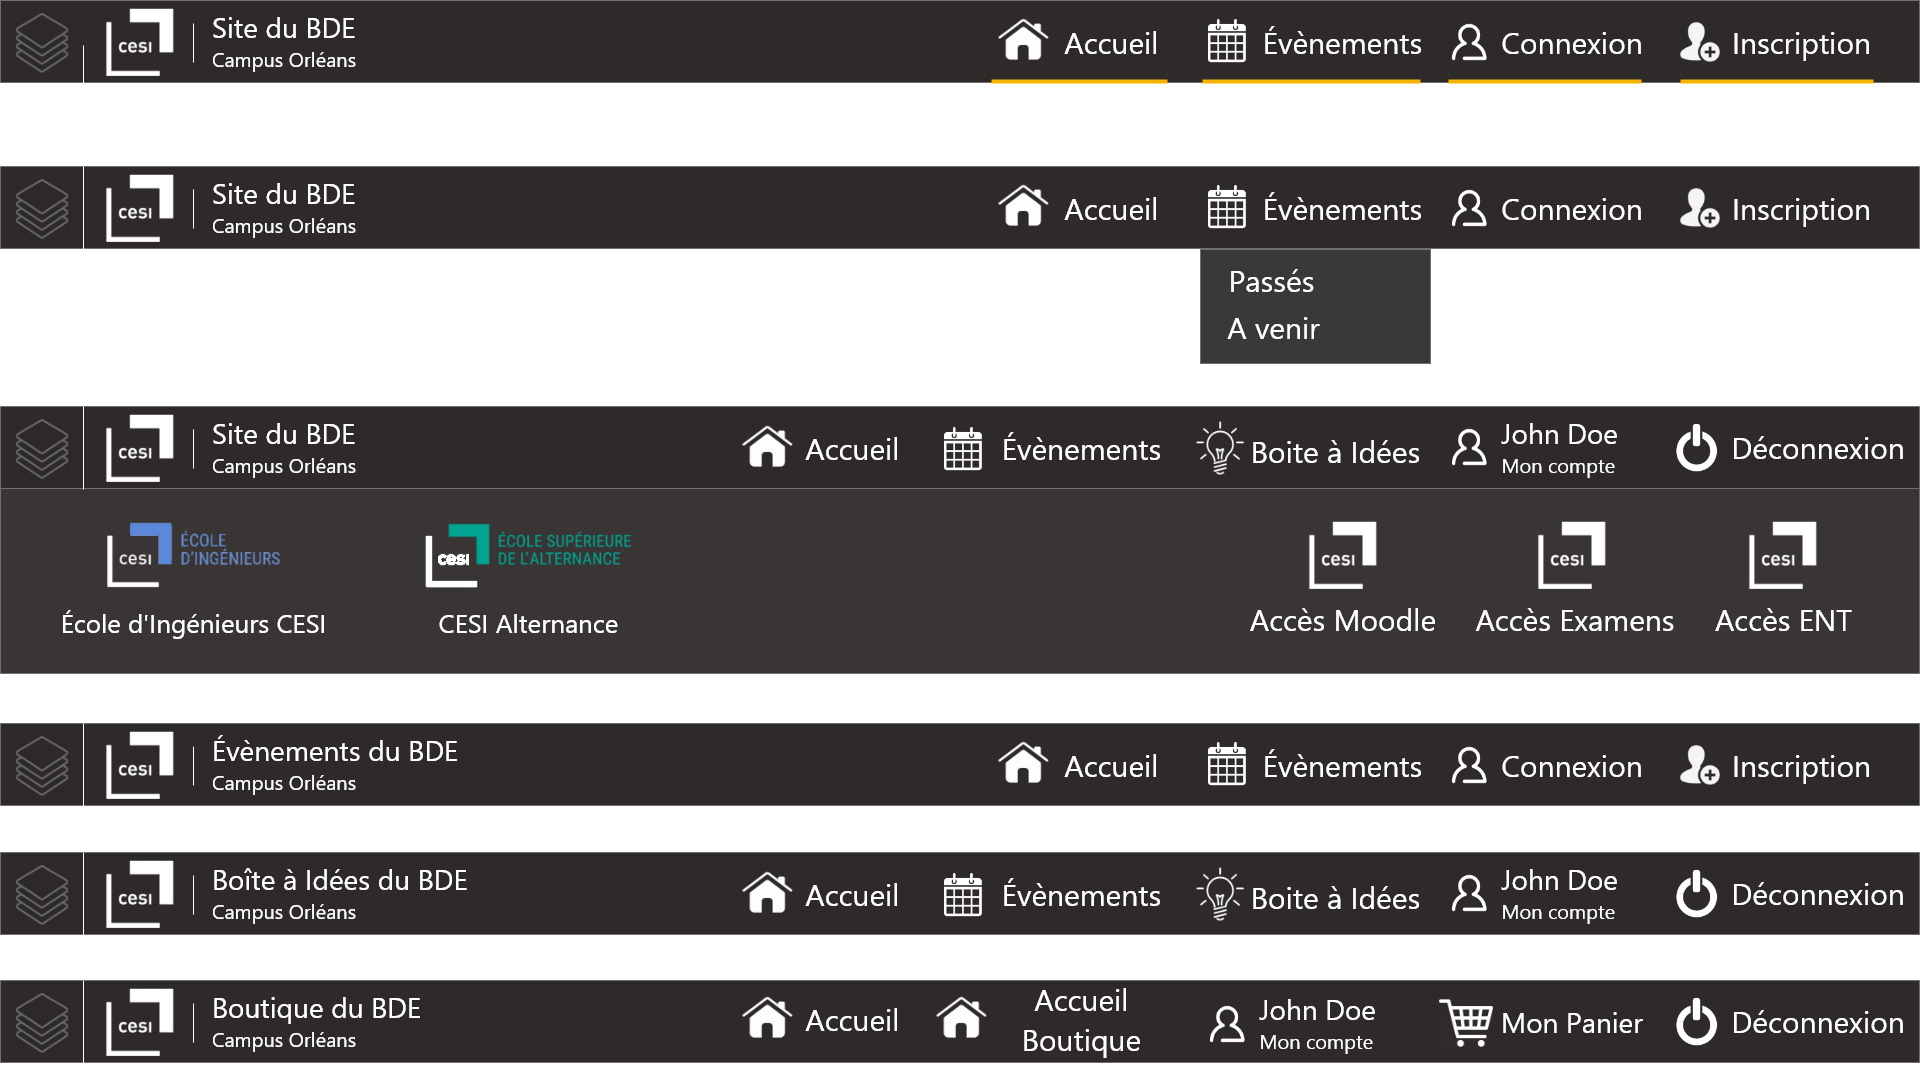 cesi
Site du BDE
Campus Orléans
Accueil
Évènements
Connexion
Inscription
cesi
Site du BDE
Campus Orléans
Accueil
Évènements
Connexion
Inscription
Passés
A venir
cesi
Site du BDE
Campus Orléans
Accueil
Évènements
Boite à Idées
John Doe
Mon compte
Déconnexion
cesi
ÉCOLE
D'INGÉNIEURS
École d'Ingénieurs CESI
cesi
ÉCOLE SUPÉRIEURE
DE L'ALTERNANCE
CESI Alternance
cesi
Accès Moodle
cesi
Accès Examens
cesi
Accès ENT
cesi
Évènements du BDE
Campus Orléans
Accueil
Évènements
Connexion
Inscription
cesi
Boîte à Idées du BDE
Campus Orléans
Accueil
Évènements
Boite à Idées
John Doe
Mon compte
Déconnexion
cesi
Boutique du BDE
Campus Orléans
Accueil
Accueil
Boutique
John Doe
Mon compte
Mon Panier
Déconnexion